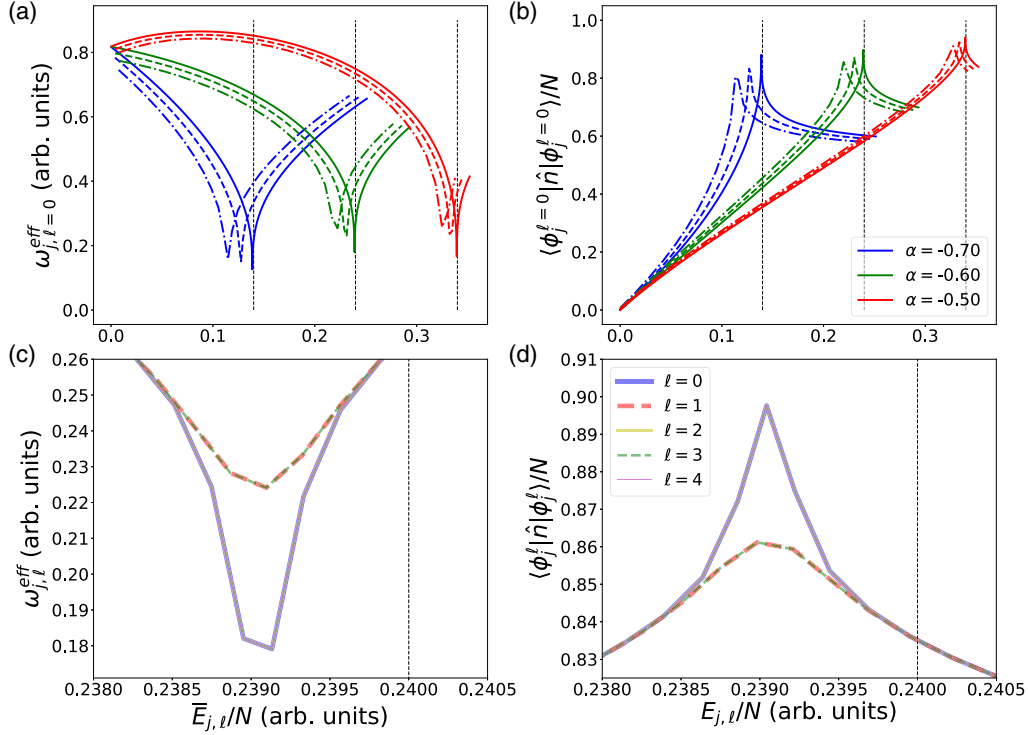 (a)
0.8
0.6
0.4
0.2
0.0
ω^{eff}_{j, ℓ=0} (arb. units)
0.0 0.1 0.2 0.3
(b)
1.0
0.8
0.6
0.4
0.2
0.0
⟨ϕ_j^{ℓ=0}|n̂|ϕ_j^{ℓ=0}⟩/N
α = -0.70
α = -0.60
α = -0.50
0.0 0.1 0.2 0.3
(c)
0.26
0.25
0.24
0.23
0.22
0.21
0.20
0.19
0.18
ω^{eff}_{j, ℓ} (arb. units)
0.2380 0.2385 0.2390 0.2395 0.2400 0.2405
E̅_{j, ℓ}/N (arb. units)
(d)
0.91
0.90
0.89
0.88
0.87
0.86
0.85
0.84
0.83
⟨ϕ_j^ℓ|n̂|ϕ_j^ℓ⟩/N
ℓ = 0
ℓ = 1
ℓ = 2
ℓ = 3
ℓ = 4
0.2380 0.2385 0.2390 0.2395 0.2400 0.2405
E_{j, ℓ}/N (arb. units)